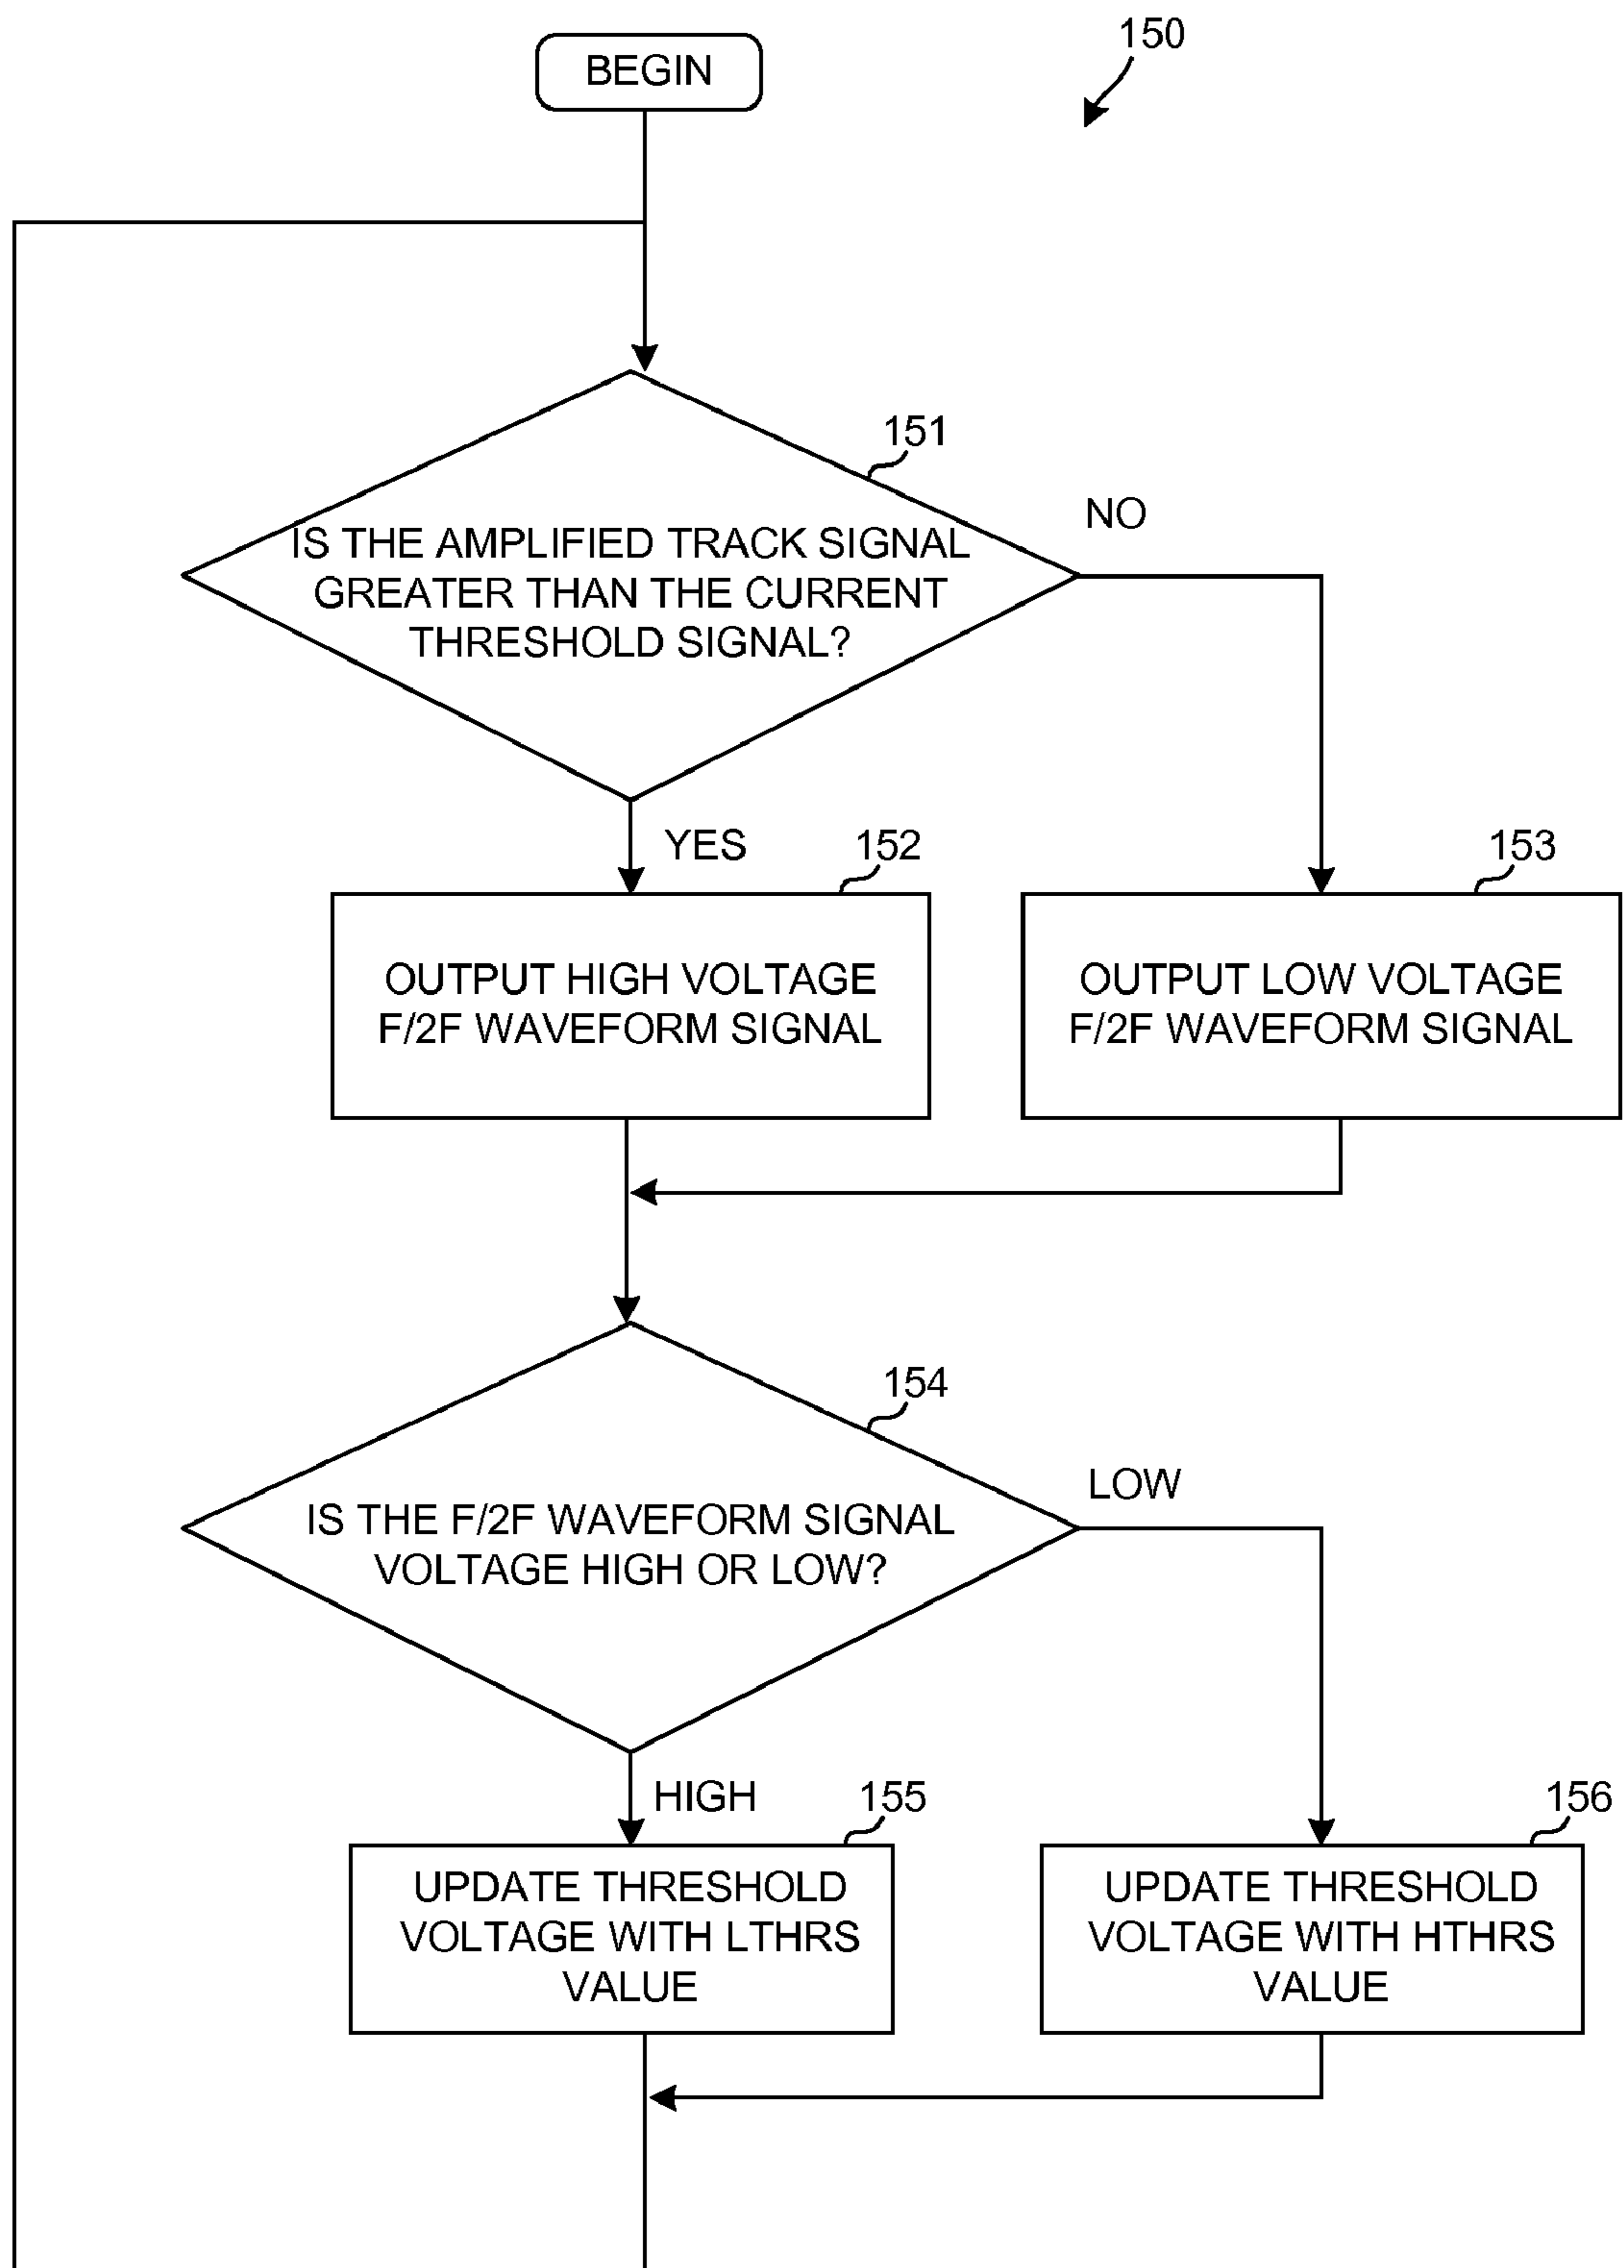 150
BEGIN
151
IS THE AMPLIFIED TRACK SIGNAL
GREATER THAN THE CURRENT
THRESHOLD SIGNAL?
NO
YES
152
153
OUTPUT HIGH VOLTAGE
F/2F WAVEFORM SIGNAL
OUTPUT LOW VOLTAGE
F/2F WAVEFORM SIGNAL
154
IS THE F/2F WAVEFORM SIGNAL
VOLTAGE HIGH OR LOW?
LOW
HIGH
155
156
UPDATE THRESHOLD
VOLTAGE WITH LTHRS
VALUE
UPDATE THRESHOLD
VOLTAGE WITH HTHRS
VALUE